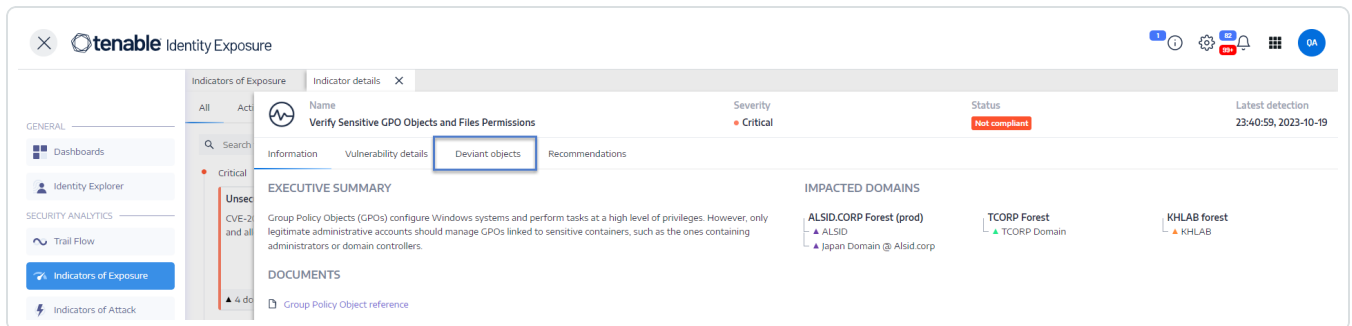 tenable Identity Exposure
1
82
99+
QA
Indicators of Exposure
Indicator details
All
Acti
Name
Verify Sensitive GPO Objects and Files Permissions
Severity
Critical
Status
Not compliant
Latest detection
23:40:59, 2023-10-19
GENERAL
Dashboards
Identity Explorer
SECURITY ANALYTICS
Trail Flow
Indicators of Exposure
Indicators of Attack
Search
Critical
Unsec
CVE-20
and all
4 do
Information
Vulnerability details
Deviant objects
Recommendations
EXECUTIVE SUMMARY
Group Policy Objects (GPOs) configure Windows systems and perform tasks at a high level of privileges. However, only
legitimate administrative accounts should manage GPOs linked to sensitive containers, such as the ones containing
administrators or domain controllers.
DOCUMENTS
Group Policy Object reference
IMPACTED DOMAINS
ALSID.CORP Forest (prod)
ALSID
Japan Domain @ Alsid.corp
TCORP Forest
TCORP Domain
KHLAB forest
KHLAB